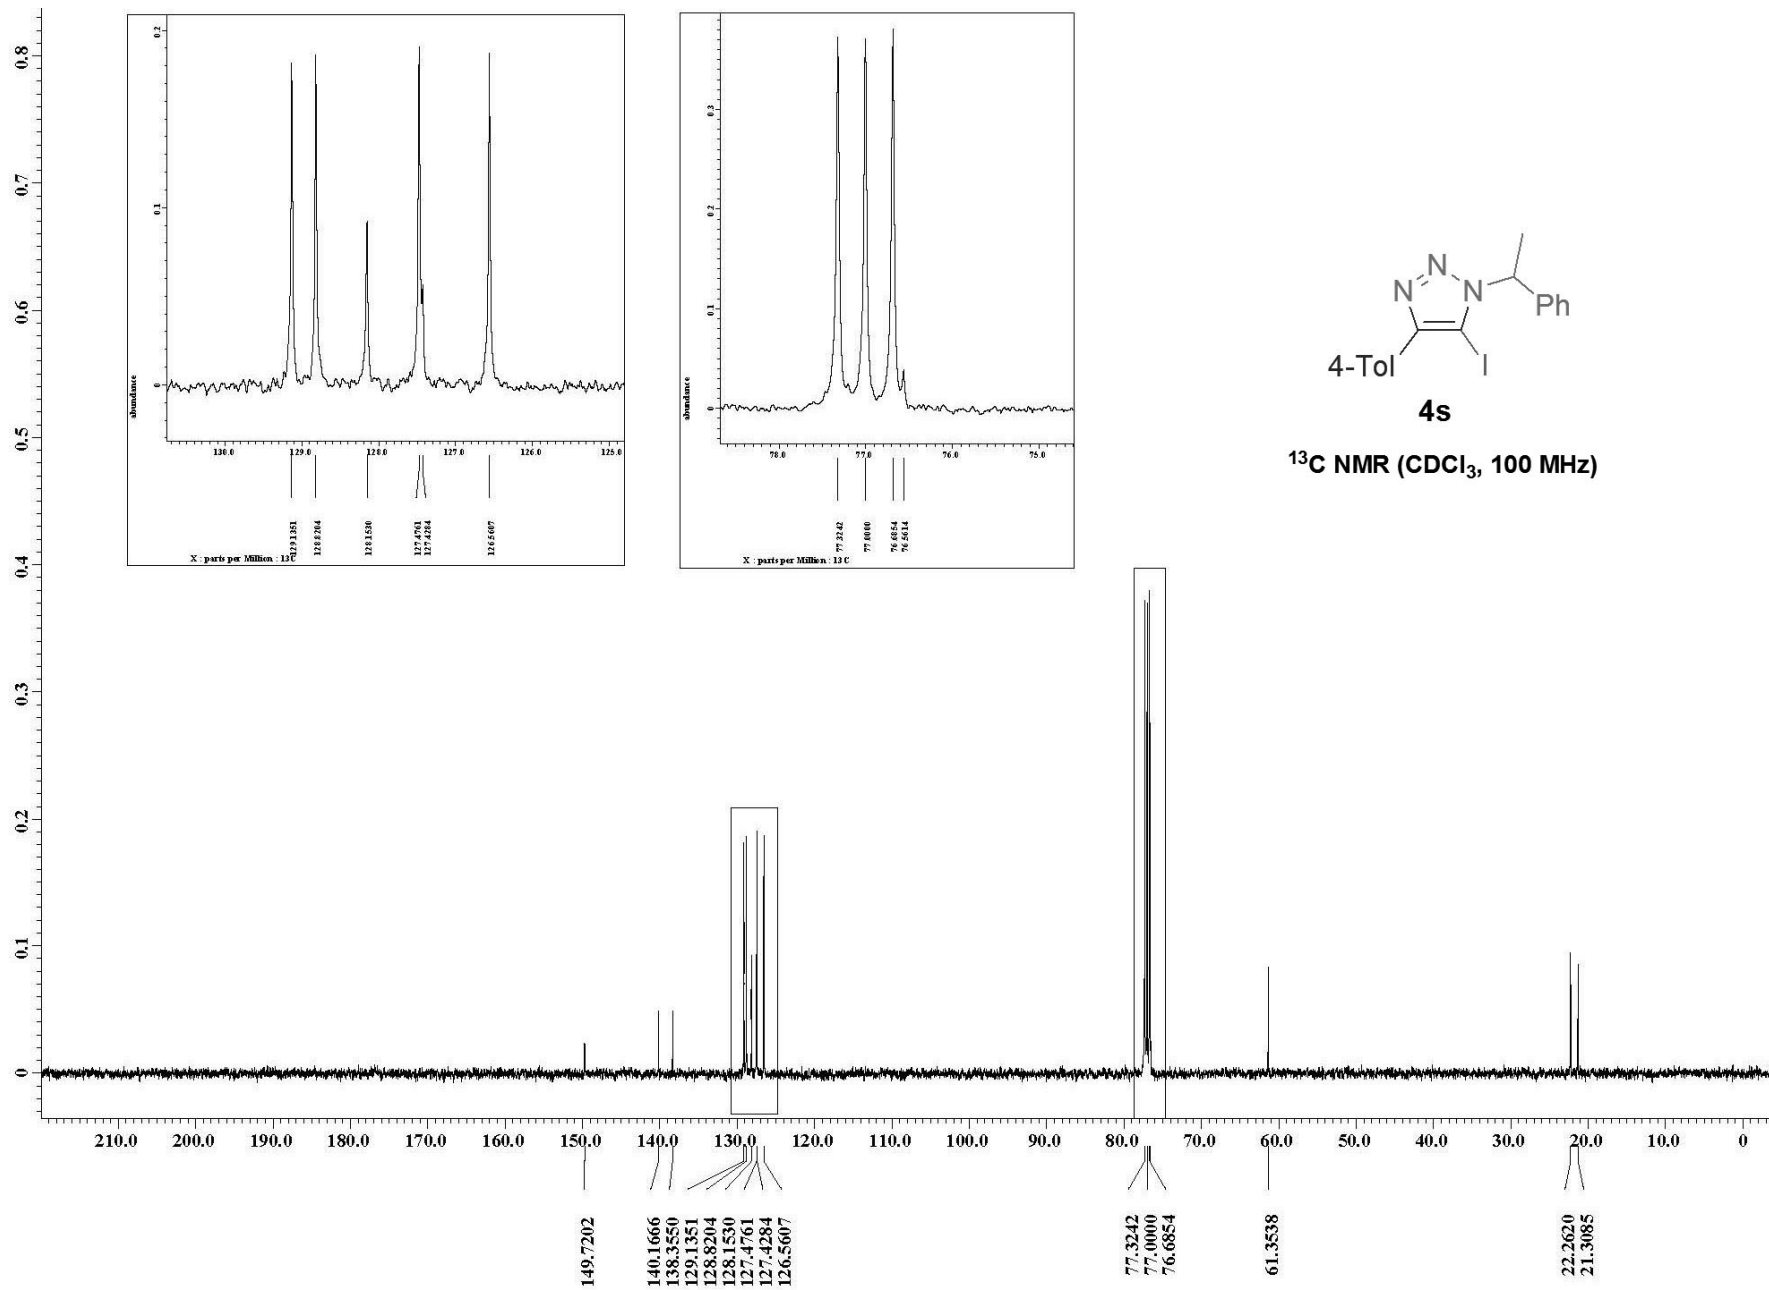 0.8
0.7
0.6
0.5
0.4
0.3
0.2
0.1
0
0.2
0.1
0
abundance
130.0 129.0 128.0 127.0 126.0 125.0
129.1351
128.8204
128.1530
127.4761
127.4284
126.5607
X : parts per Million : 13C
0.3
0.2
0.1
0
abundance
78.0 77.0 76.0 75.0
77.3242
77.0000
76.6854
76.5614
X : parts per Million : 13C
N
N
N
Ph
4-Tol
I
4s
¹³C NMR (CDCl₃, 100 MHz)
210.0 200.0 190.0 180.0 170.0 160.0 150.0 140.0 130.0 120.0 110.0 100.0 90.0 80.0 70.0 60.0 50.0 40.0 30.0 20.0 10.0 0
149.7202
140.1666
138.3550
129.1351
128.8204
128.1530
127.4761
127.4284
126.5607
77.3242
77.0000
76.6854
61.3538
22.2620
21.3085